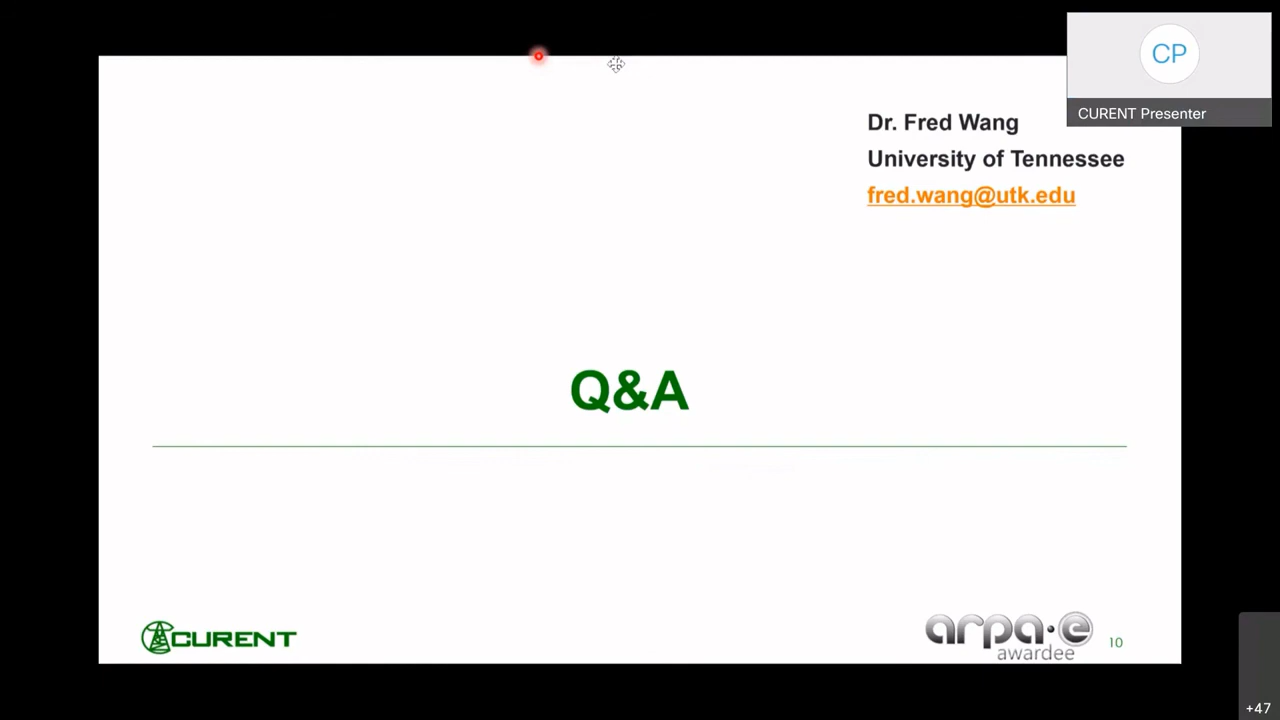 CP
CURENT Presenter
Dr. Fred Wang
University of Tennessee
fred.wang@utk.edu
Q&A
CURENT
arpa·e
awardee
10
+47